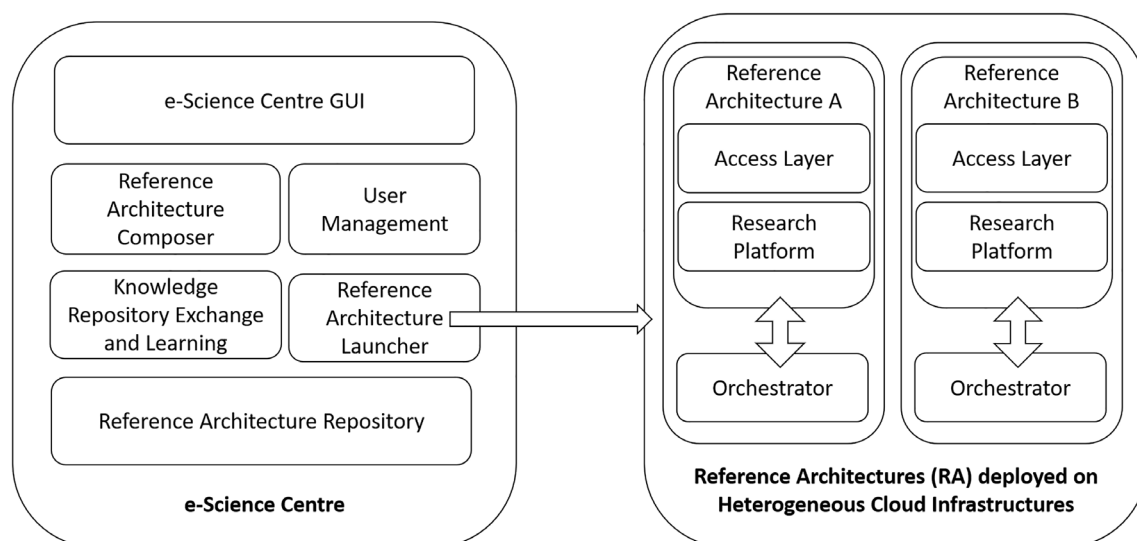 e-Science Centre GUI
Reference
Architecture
Composer
User
Management
Knowledge
Repository Exchange
and Learning
Reference
Architecture
Launcher
Reference Architecture Repository
e-Science Centre
Reference
Architecture A
Access Layer
Research
Platform
Orchestrator
Reference
Architecture B
Access Layer
Research
Platform
Orchestrator
Reference Architectures (RA) deployed on
Heterogeneous Cloud Infrastructures